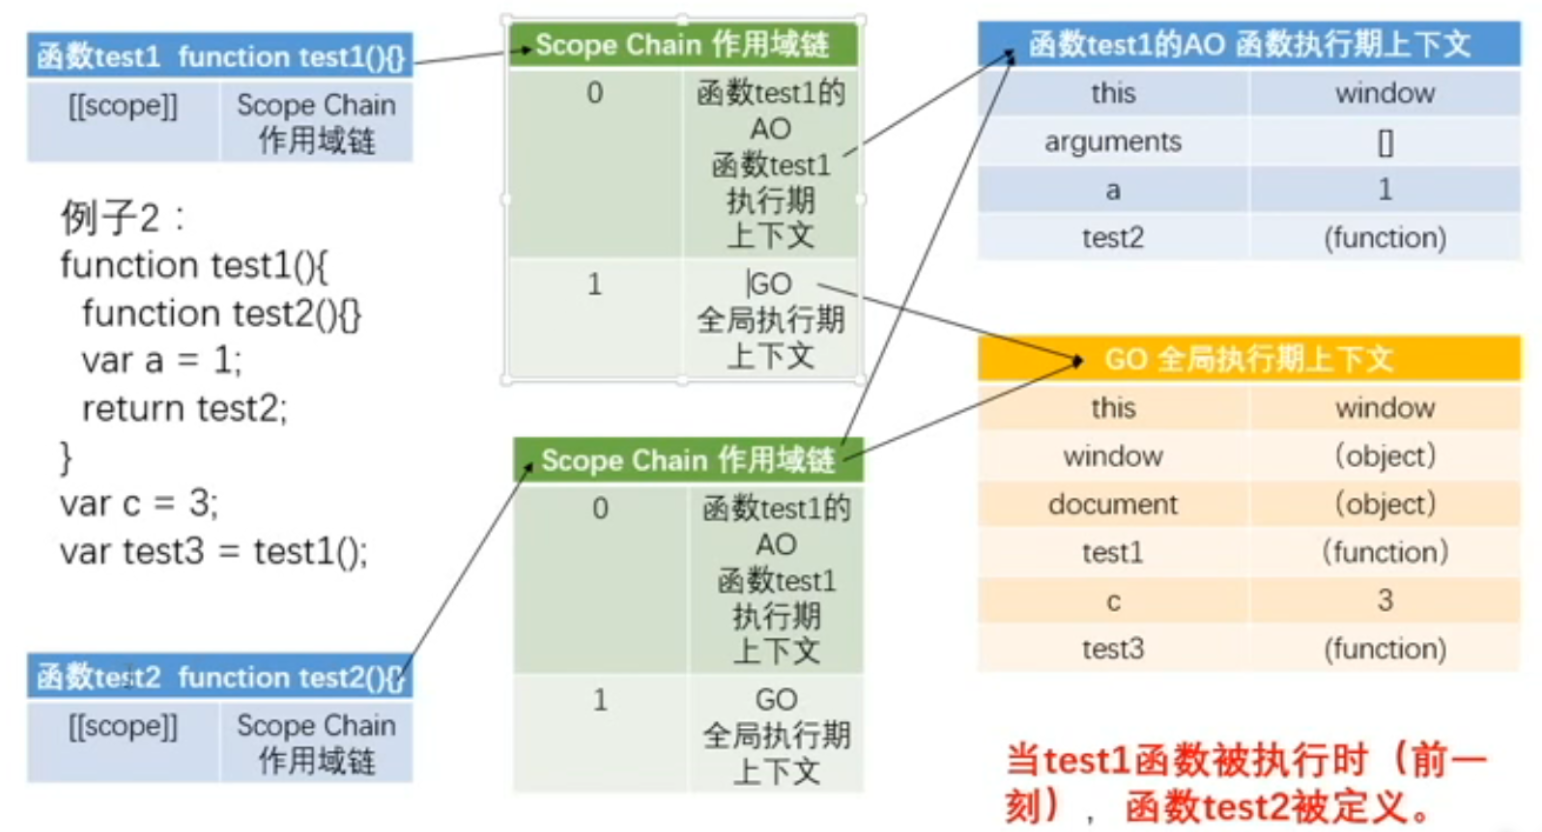 函数test1 function test1(){}
[[scope]] Scope Chain
作用域链
例子2：
function test1(){
function test2(){}
var a = 1;
return test2;
}
var c = 3;
var test3 = test1();
函数test2 function test2(){}
[[scope]] Scope Chain
作用域链
Scope Chain 作用域链
0 函数test1的
AO
函数test1
执行期
上下文
1 GO
全局执行期
上下文
Scope Chain 作用域链
0 函数test1的
AO
函数test1
执行期
上下文
1 GO
全局执行期
上下文
函数test1的AO 函数执行期上下文
this window
arguments []
a 1
test2 (function)
GO 全局执行期上下文
this window
window （object）
document （object）
test1 （function）
c 3
test3 (function)
当test1函数被执行时（前一
刻），函数test2被定义。